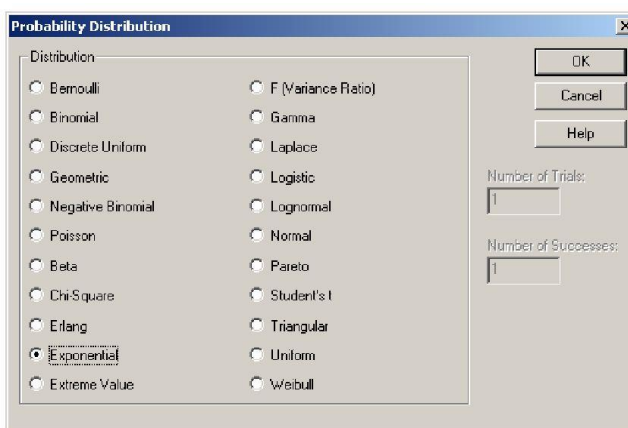 Probability Distribution
Distribution
Bernoulli
Binomial
Discrete Uniform
Geometric
Negative Binomial
Poisson
Beta
Chi-Square
Erlang
Exponential
Extreme Value
F (Variance Ratio)
Gamma
Laplace
Logistic
Lognormal
Normal
Pareto
Student's t
Triangular
Uniform
Weibull
OK
Cancel
Help
Number of Trials:
1
Number of Successes:
1